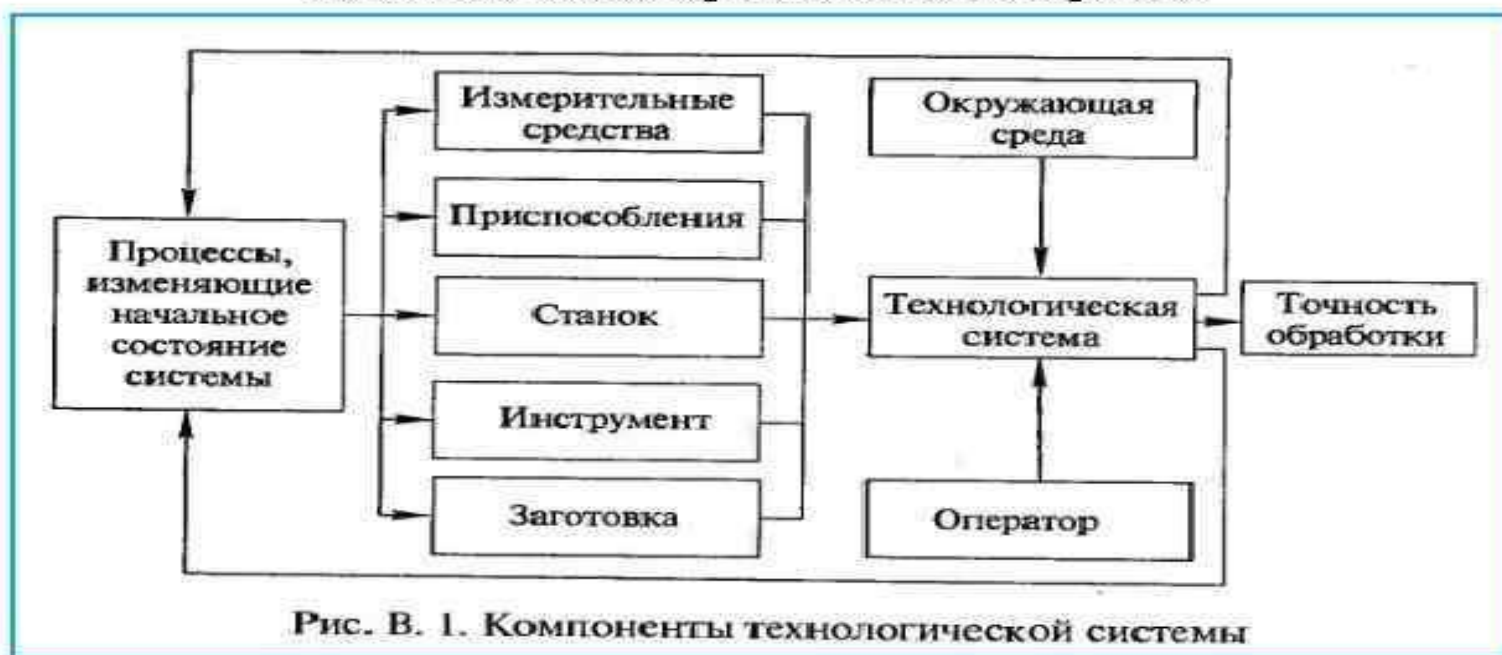 Измерительные
средства
Окружающая
среда
Приспособления
Процессы,
изменяющие
начальное
состояние
системы
Станок
Технологическая
система
Точность
обработки
Инструмент
Заготовка
Оператор
Рис. В. 1. Компоненты технологической системы